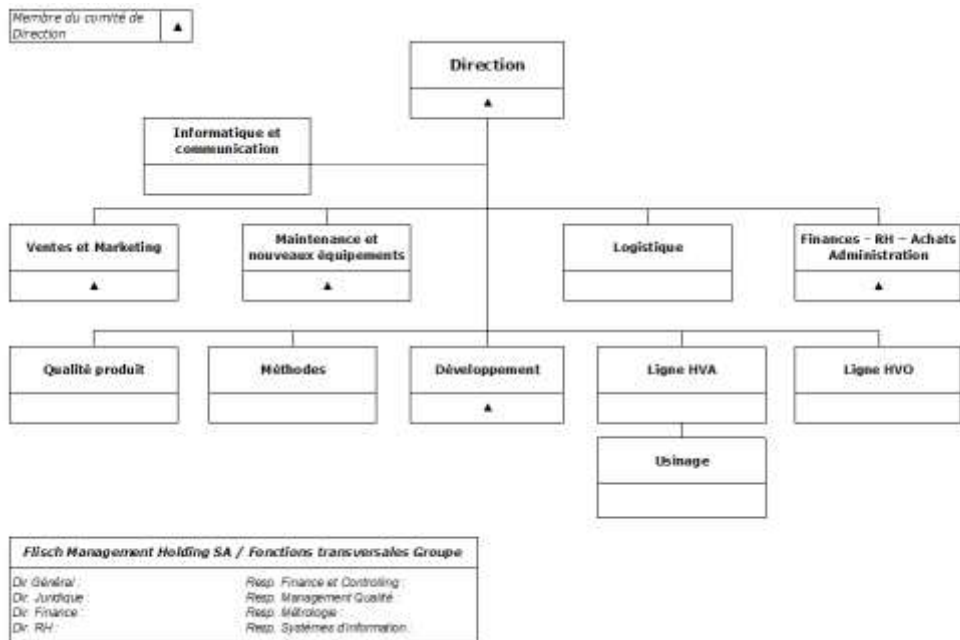 Membre du comité de
Direction
▲
Direction
▲
Informatique et
communication
Ventes et Marketing
▲
Maintenance et
nouveaux équipements
▲
Logistique
Finances - RH – Achats
Administration
▲
Qualité produit
Méthodes
Développement
▲
Ligne HVA
Ligne HVO
Usinage
Flisch Management Holding SA / Fonctions transversales Groupe
Dir Général :
Dir. Juridique :
Dir. Finance :
Dir. RH :
Resp. Finance et Controlling :
Resp. Management Qualité
Resp. Métrologie :
Resp. Systèmes d'information :